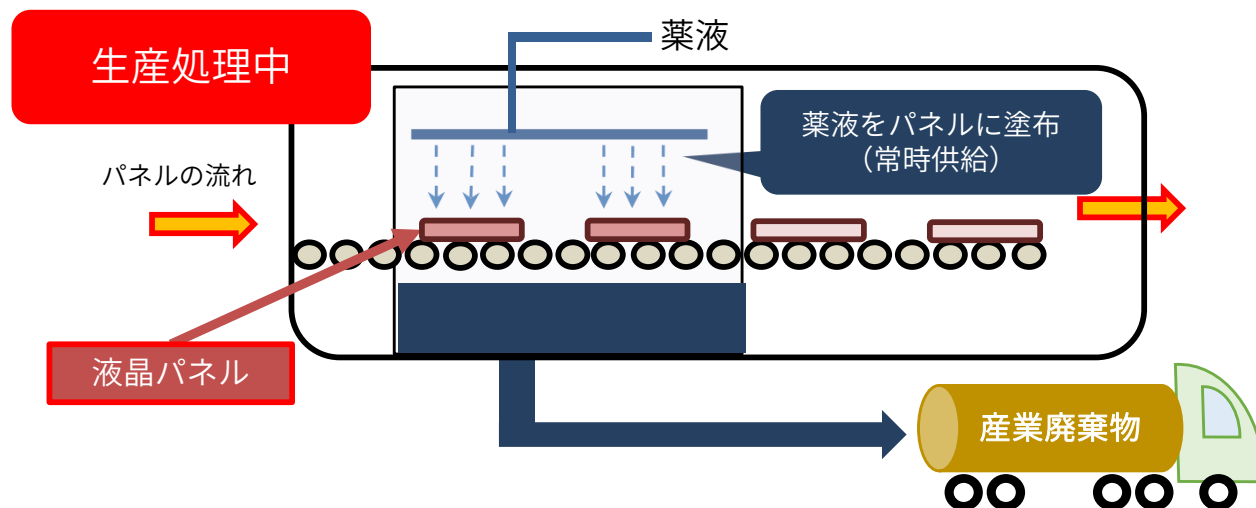 生産処理中
薬液
薬液をパネルに塗布
（常時供給）
パネルの流れ
液晶パネル
産業廃棄物